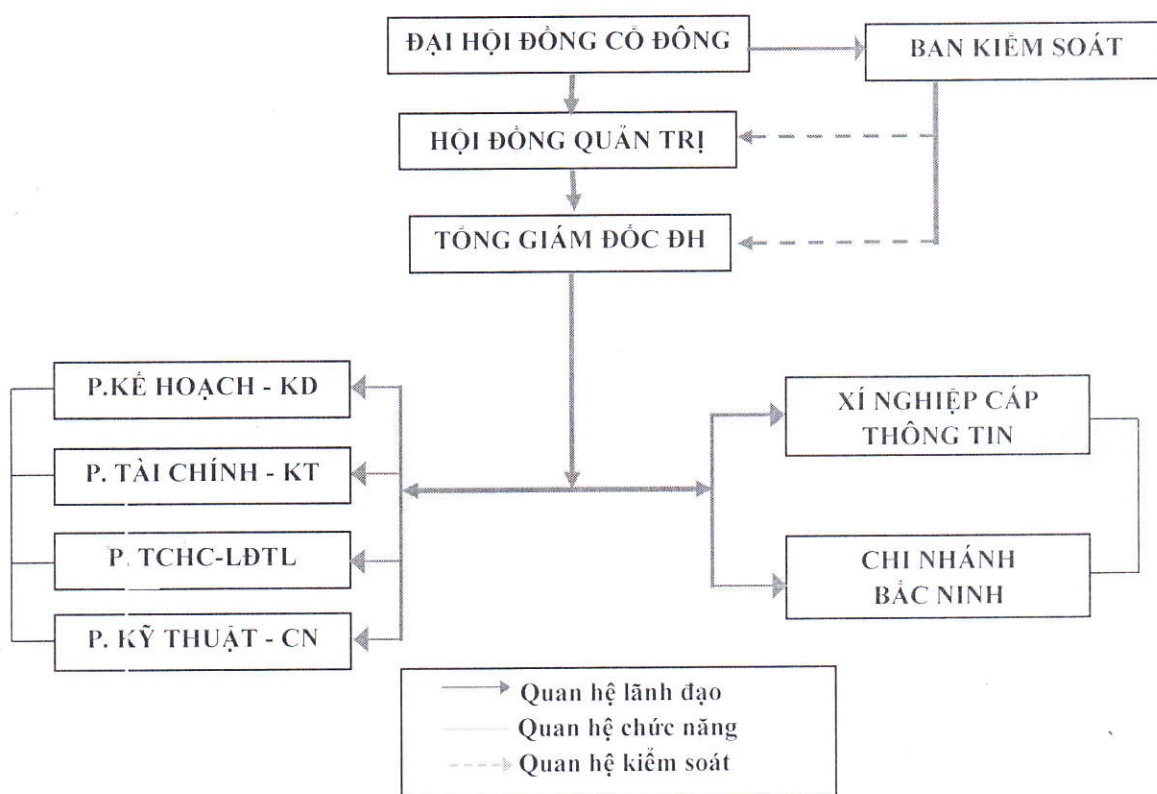 ĐẠI HỘI ĐỒNG CỔ ĐÔNG
BAN KIỂM SOÁT
HỘI ĐỒNG QUẢN TRỊ
TỔNG GIÁM ĐỐC ĐH
P.KẾ HOẠCH - KD
XÍ NGHIỆP CÁP
THÔNG TIN
P. TÀI CHÍNH - KT
P. TCHC-LĐTL
CHI NHÁNH
BẮC NINH
P. KỸ THUẬT - CN
Quan hệ lãnh đạo
Quan hệ chức năng
Quan hệ kiểm soát